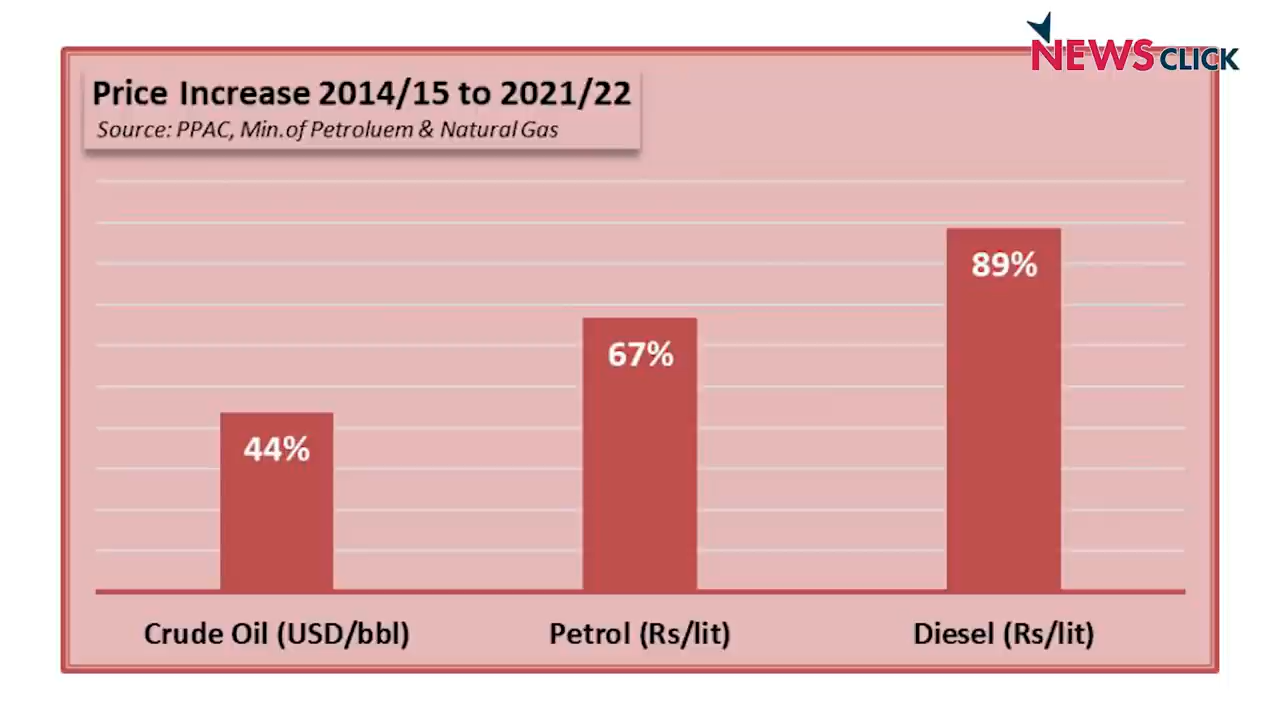 NEWSCLICK
Price Increase 2014/15 to 2021/22
Source: PPAC, Min.of Petroluem & Natural Gas
89%
67%
44%
Crude Oil (USD/bbl) Petrol (Rs/lit) Diesel (Rs/lit)